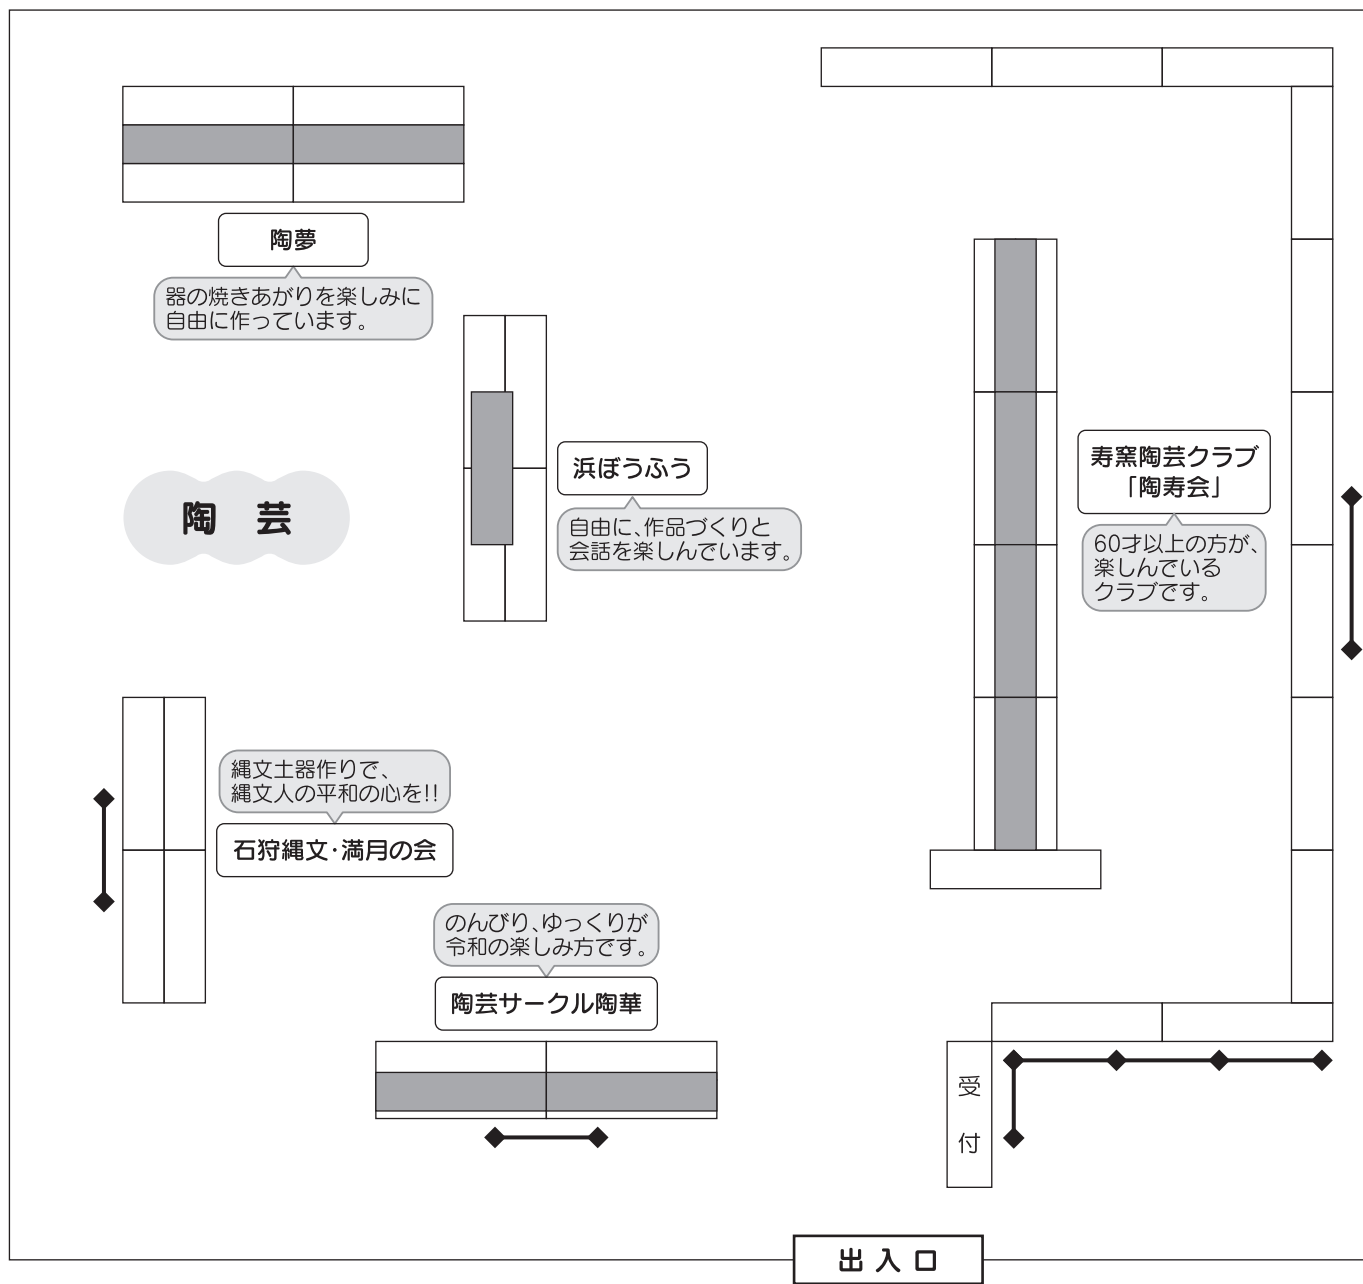 陶夢
器の焼きあがりを楽しみに
自由に作っています。
浜ぼうふう
自由に、作品づくりと
会話を楽しんでいます。
寿窯陶芸クラブ
「陶寿会」
60才以上の方が、
楽しんでいる
クラブです。
陶 芸
縄文土器作りで、
縄文人の平和の心を!!
石狩縄文・満月の会
のんびり、ゆっくりが
令和の楽しみ方です。
陶芸サークル陶華
受付
出入口